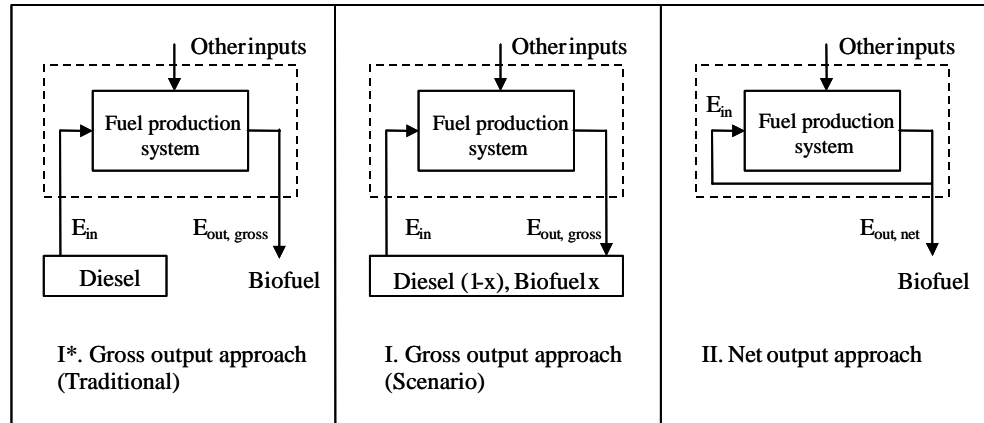 Other inputs
Fuel production
system
E_in
E_out, gross
Diesel
Biofuel
I*. Gross output approach
(Traditional)
Other inputs
Fuel production
system
E_in
E_out, gross
Diesel (1-x), Biofuel x
I. Gross output approach
(Scenario)
Other inputs
E_in
Fuel production
system
E_out, net
Biofuel
II. Net output approach